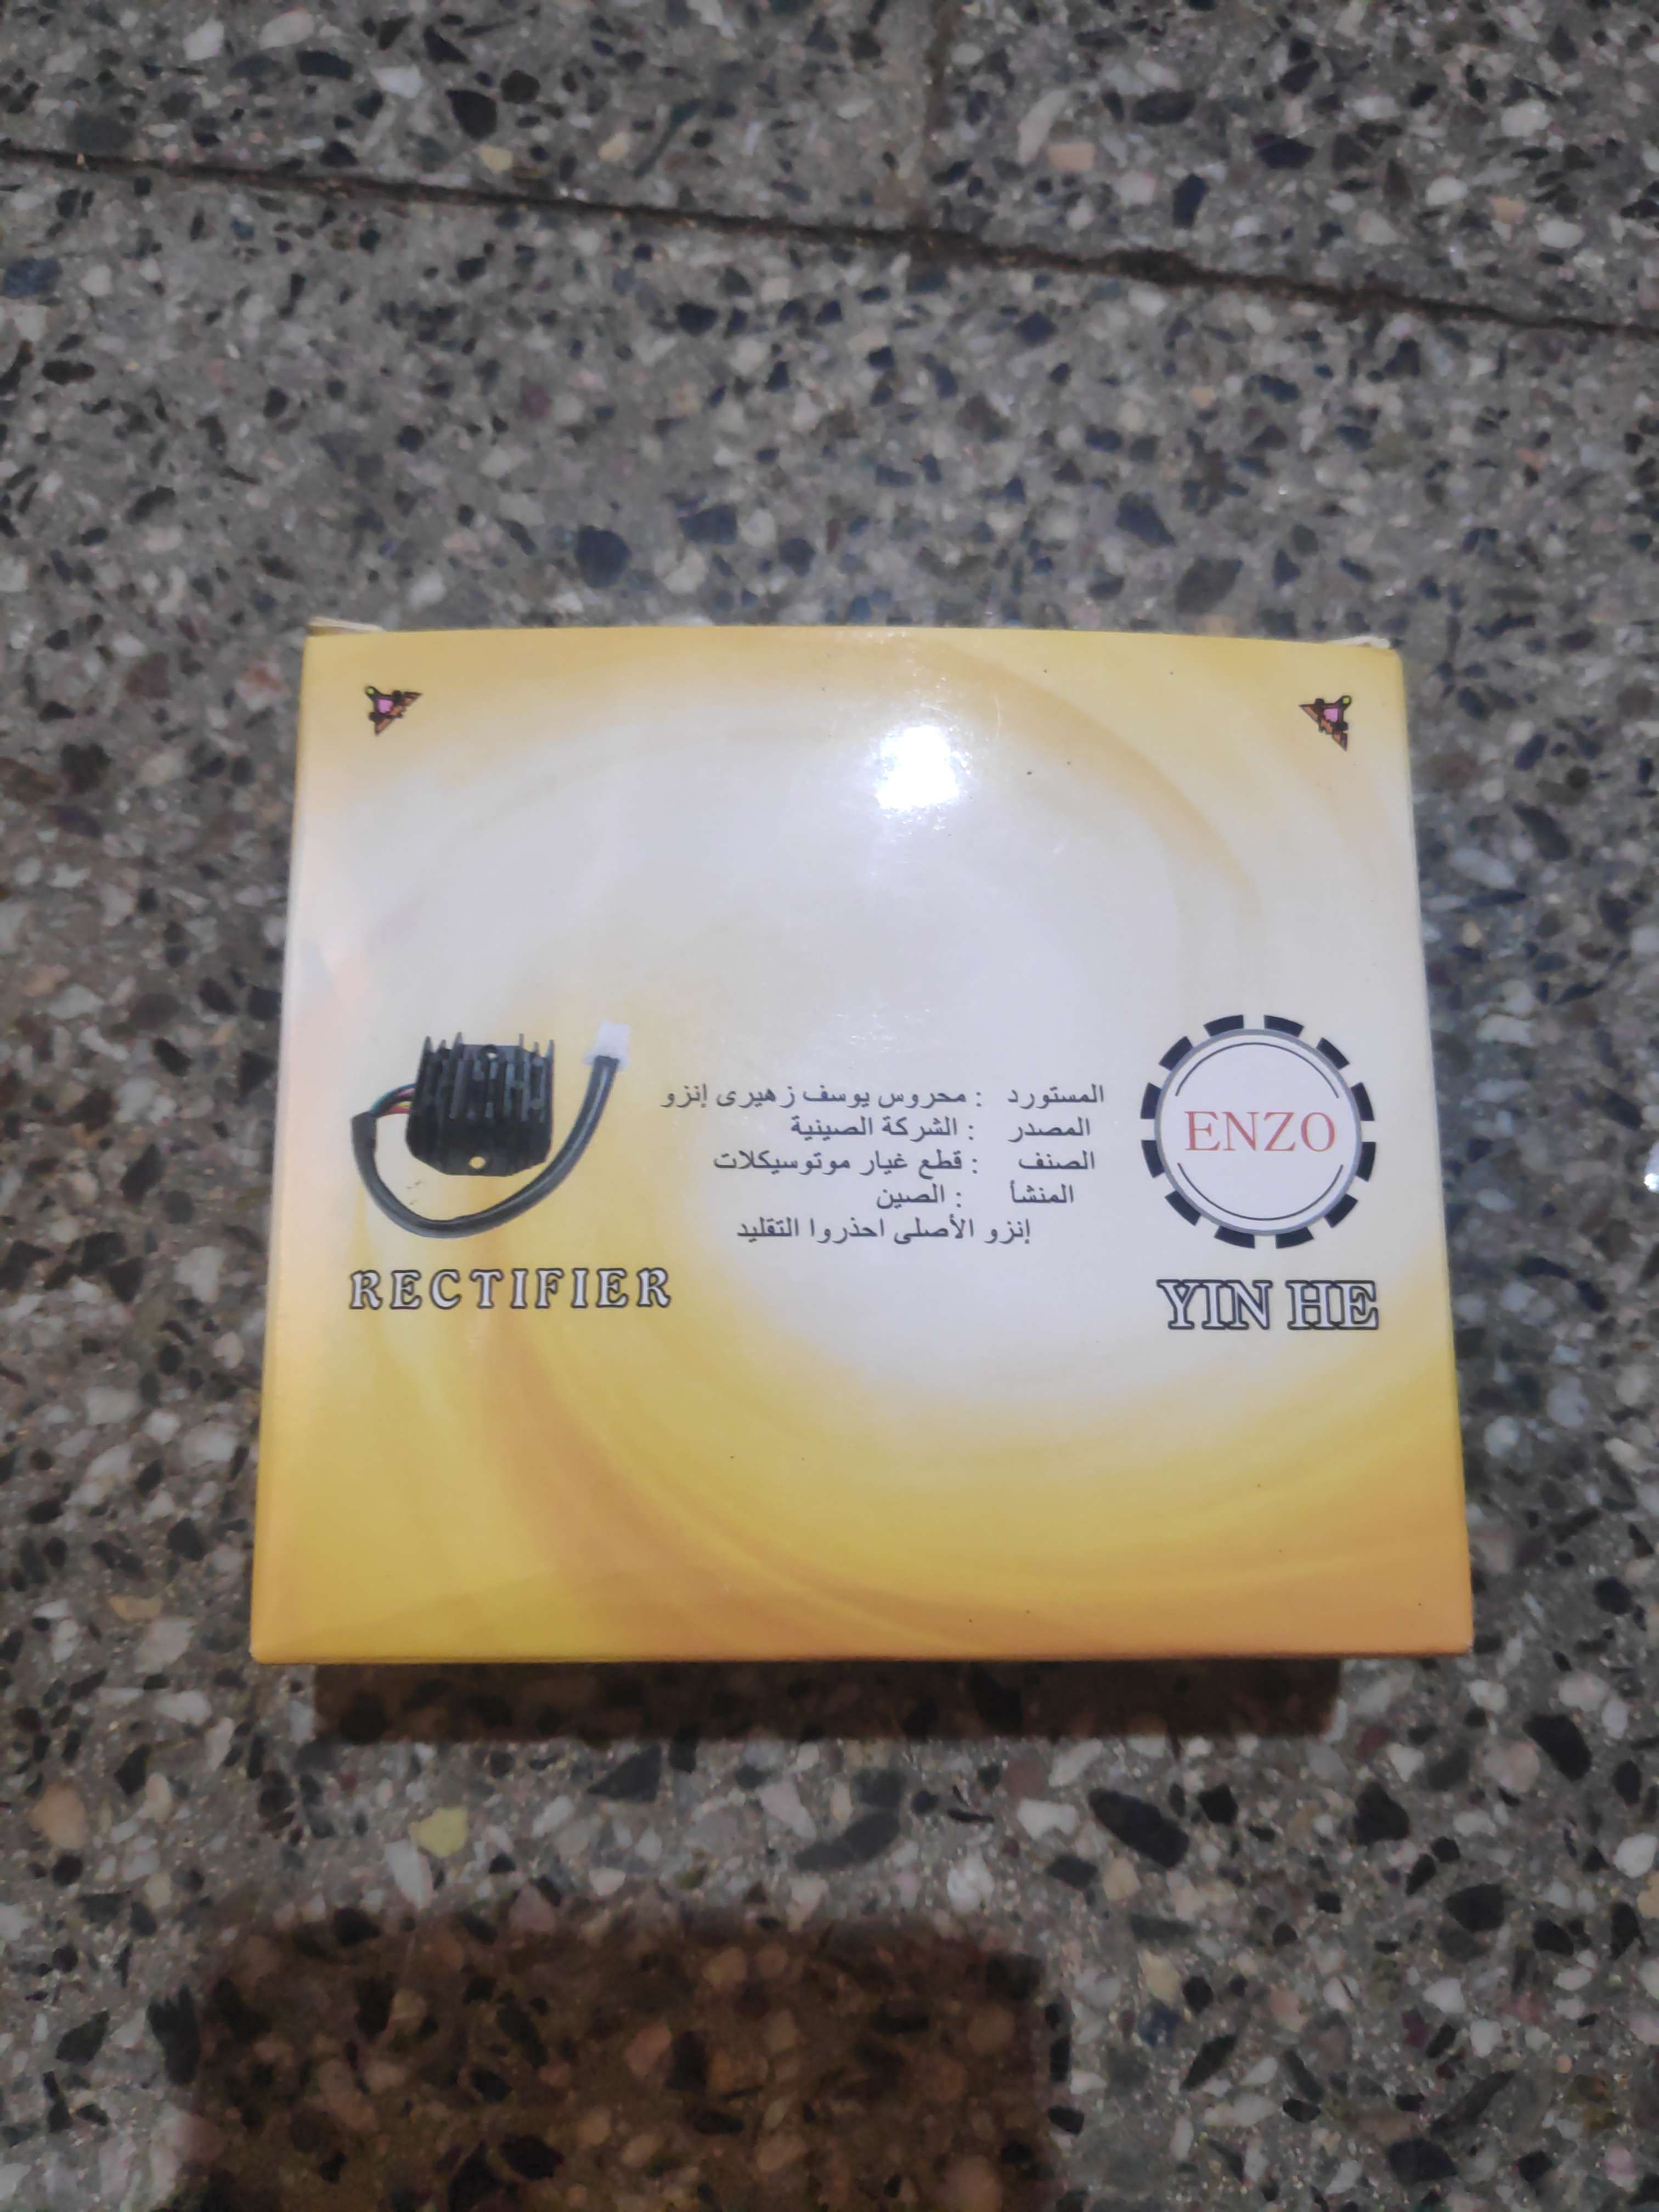 المستورد : محروس يوسف زهيرى إنزو
المصدر : الشركة الصينية
الصنف : قطع غيار موتوسيكلات
المنشأ : الصين
إنزو الأصلى احذروا التقليد
ENZO
RECTIFIER
YIN HE